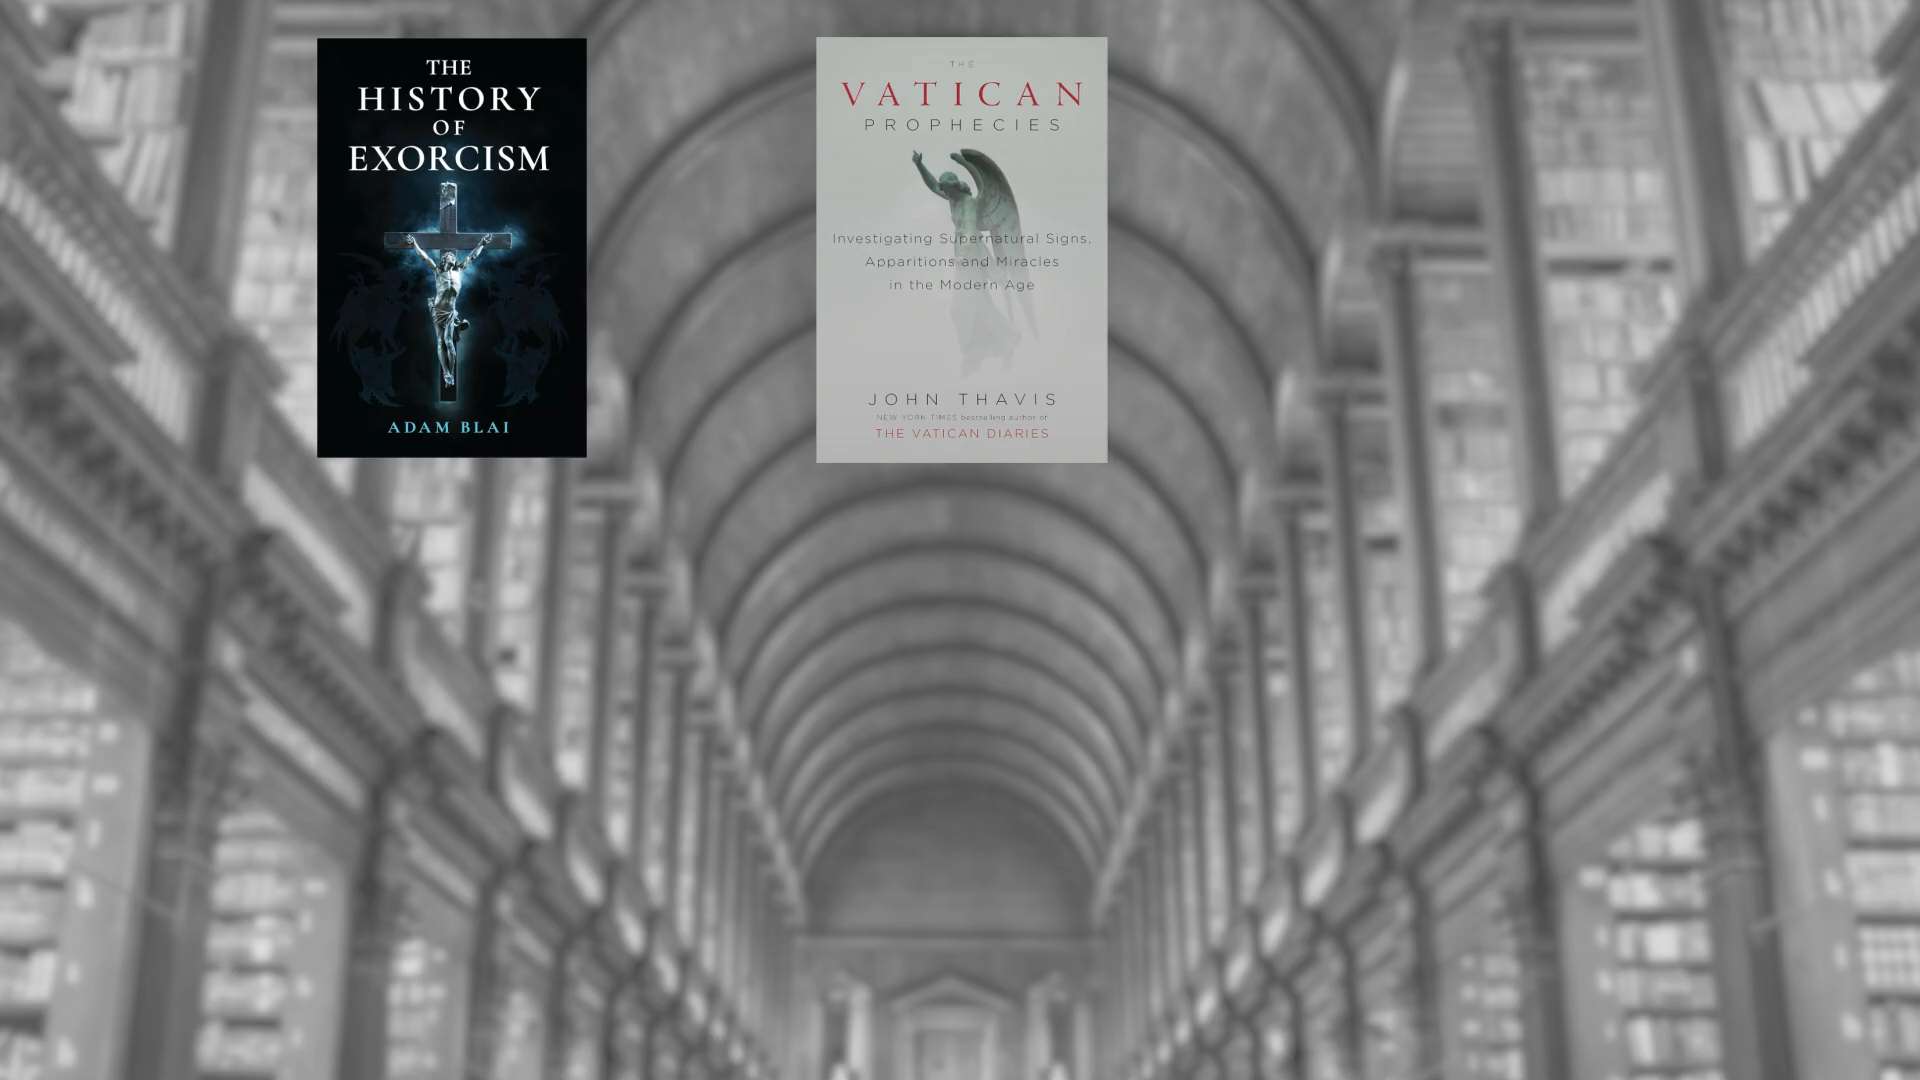 THE
HISTORY
OF
EXORCISM
ADAM BLAI
THE
VATICAN
PROPHECIES
Investigating Supernatural Signs,
Apparitions and Miracles
in the Modern Age
JOHN THAVIS
NEW YORK TIMES bestselling author of
THE VATICAN DIARIES